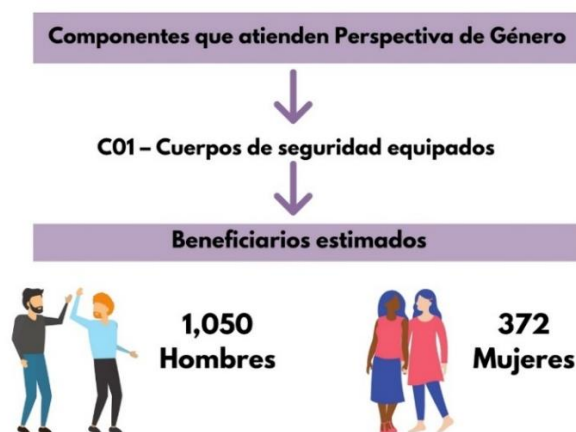 Componentes que atienden Perspectiva de Género
C01 – Cuerpos de seguridad equipados
Beneficiarios estimados
1,050
Hombres
372
Mujeres